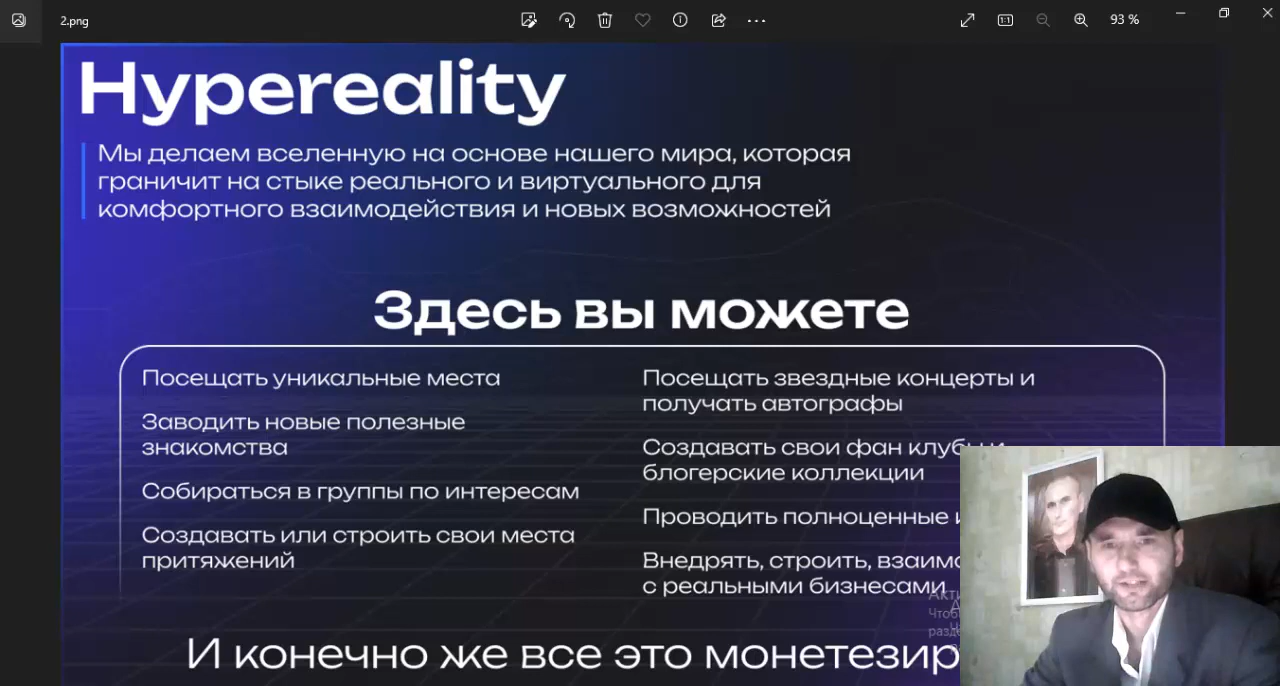 2.png
93 %
Hypereality
Мы делаем вселенную на основе нашего мира, которая
граничит на стыке реального и виртуального для
комфортного взаимодействия и новых возможностей
Здесь вы можете
Посещать уникальные места
Заводить новые полезные
знакомства
Собираться в группы по интересам
Создавать или строить свои места
притяжений
Посещать звездные концерты и
получать автографы
Создавать свои фан клубы и
блогерские коллекции
Проводить полноценные
Внедрять, строить,
с реальными бизнесами
И конечно же все это